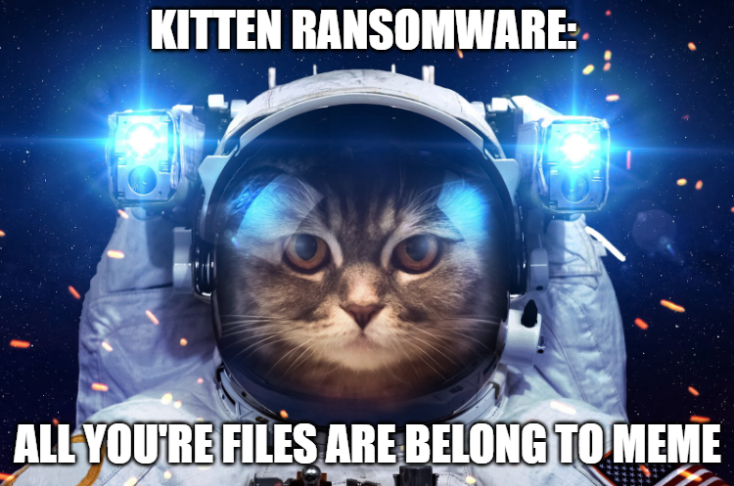 KITTEN RANSOMWARE:
ALL YOU'RE FILES ARE BELONG TO MEME